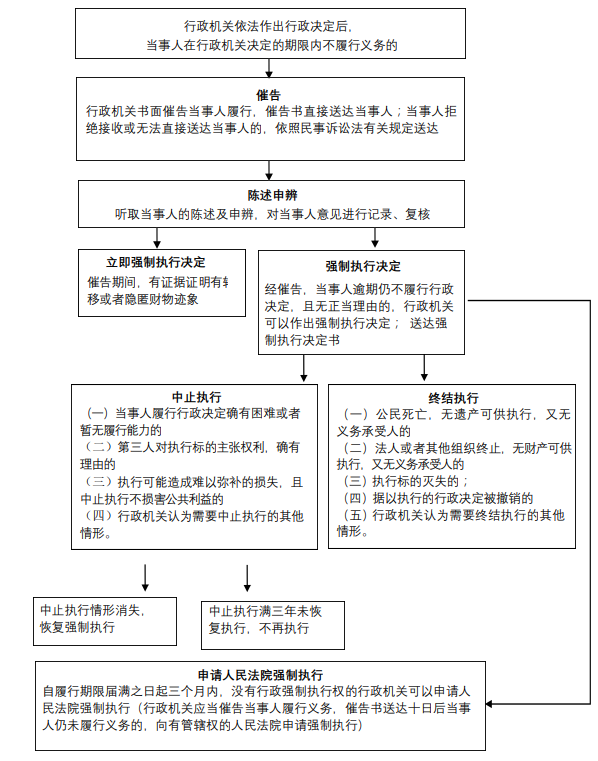 行政机关依法作出行政决定后，
当事人在行政机关决定的期限内不履行义务的
催告
行政机关书面催告当事人履行，催告书直接送达当事人；当事人拒
绝接收或无法直接送达当事人的，依照民事诉讼法有关规定送达
陈述申辨
听取当事人的陈述及申辨，对当事人意见进行记录、复核
立即强制执行决定
催告期间，有证据证明有转
移或者隐匿财物迹象
强制执行决定
经催告，当事人逾期仍不履行行政
决定，且无正当理由的，行政机关
可以作出强制执行决定； 送达强
制执行决定书
中止执行
（一）当事人履行行政决定确有困难或者
暂无履行能力的
（二）第三人对执行标的主张权利，确有
理由的
（三）执行可能造成难以弥补的损失，且
中止执行不损害公共利益的
（四）行政机关认为需要中止执行的其他
情形。
终结执行
（一）公民死亡，无遗产可供执行，又无
义务承受人的
（二）法人或者其他组织终止，无财产可供
执行，又无义务承受人的
（三）执行标的灭失的；
（四）据以执行的行政决定被撤销的
（五）行政机关认为需要终结执行的其他
情形。
中止执行情形消失，
恢复强制执行
中止执行满三年未恢
复执行，不再执行
申请人民法院强制执行
自履行期限届满之日起三个月内，没有行政强制执行权的行政机关可以申请人
民法院强制执行（行政机关应当催告当事人履行义务，催告书送达十日后当事
人仍未履行义务的，向有管辖权的人民法院申请强制执行）